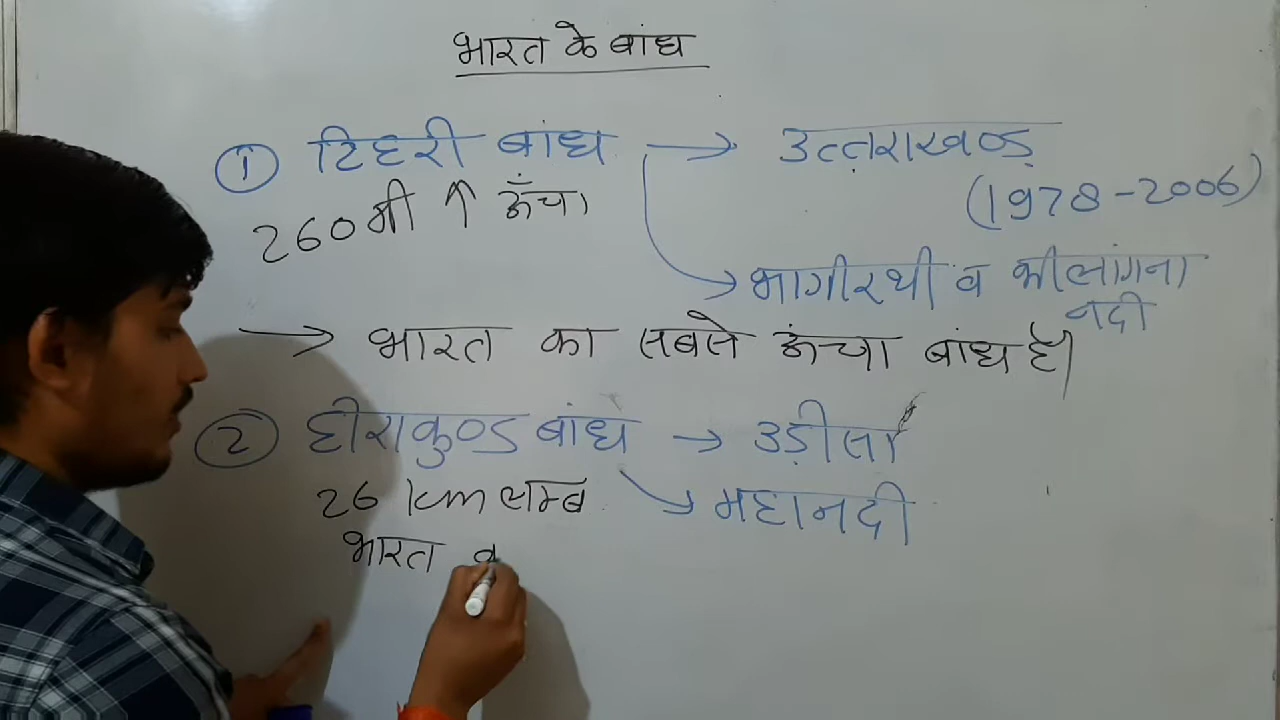 भारत के बांध
① टिहरी बांध → उत्तराखण्ड
(1978-2006)
260मी ↑ ऊँचा
→ भागीरथी व भीलांगना
नदी
→ भारत का सबसे ऊंचा बांध है।
② हीराकुण्ड बांध → उड़ीसा
26 km लम्ब → महानदी
भारत क